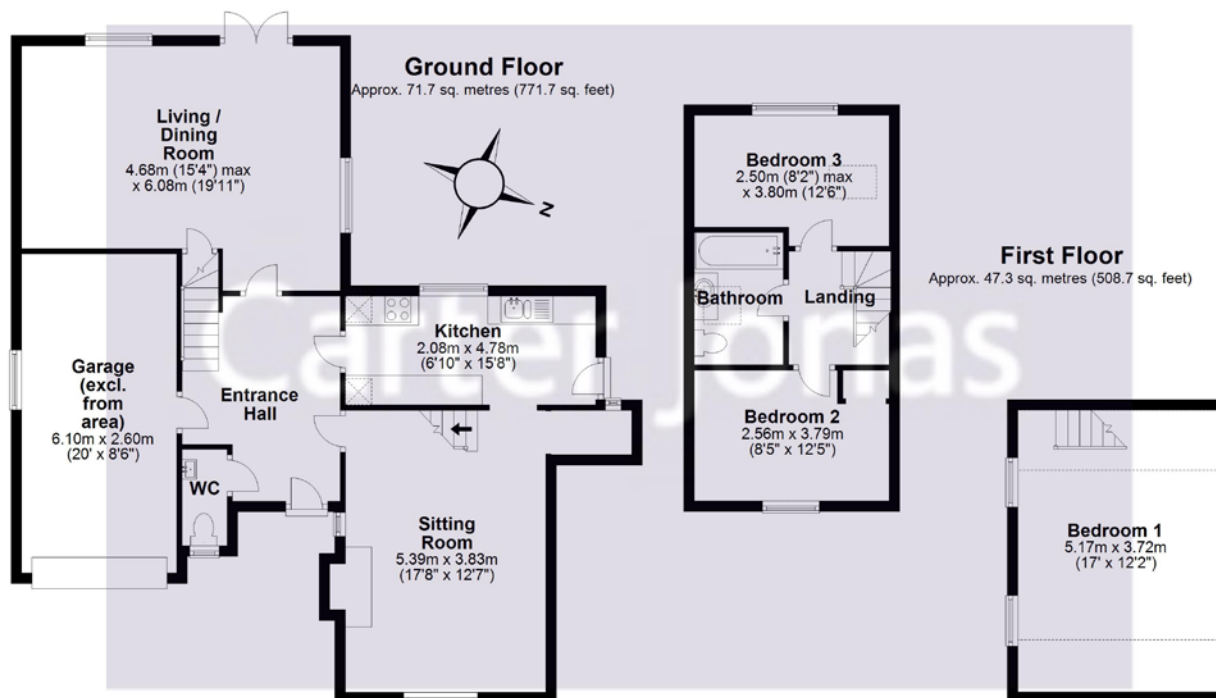 Ground Floor
Approx. 71.7 sq. metres (771.7 sq. feet)
Living /
Dining
Room
4.68m (15'4") max
x 6.08m (19'11")
N
Kitchen
2.08m x 4.78m
(6'10" x 15'8")
Garage
(excl.
from
area)
6.10m x 2.60m
(20' x 8'6")
Entrance
Hall
WC
Sitting
Room
5.39m x 3.83m
(17'8" x 12'7")
Bedroom 3
2.50m (8'2") max
x 3.80m (12'6")
Bathroom
Landing
Bedroom 2
2.56m x 3.79m
(8'5" x 12'5")
First Floor
Approx. 47.3 sq. metres (508.7 sq. feet)
Bedroom 1
5.17m x 3.72m
(17' x 12'2")
Carter Jonas